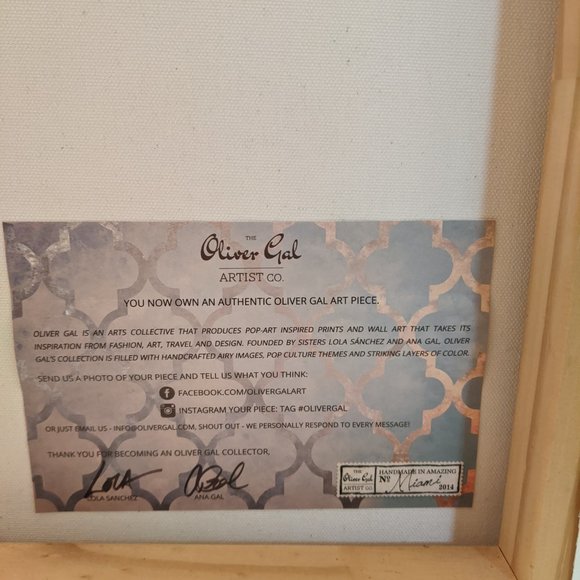 THE
Oliver Gal
ARTIST CO.
YOU NOW OWN AN AUTHENTIC OLIVER GAL ART PIECE.
OLIVER GAL IS AN ARTS COLLECTIVE THAT PRODUCES POP-ART INSPIRED PRINTS AND WALL ART THAT TAKES ITS
INSPIRATION FROM FASHION, ART, TRAVEL AND DESIGN. FOUNDED BY SISTERS LOLA SÁNCHEZ AND ANA GAL, OLIVER
GAL'S COLLECTION IS FILLED WITH HANDCRAFTED AIRY IMAGES, POP CULTURE THEMES AND STRIKING LAYERS OF COLOR.
SEND US A PHOTO OF YOUR PIECE AND TELL US WHAT YOU THINK:
f FACEBOOK.COM/OLIVERGALART
INSTAGRAM YOUR PIECE: TAG #OLIVERGAL
OR JUST EMAIL US - INFO@OLIVERGAL.COM, SHOUT OUT - WE PERSONALLY RESPOND TO EVERY MESSAGE!
THANK YOU FOR BECOMING AN OLIVER GAL COLLECTOR,
LOLA
LOLA SANCHEZ
ANA GAL
THE
Oliver Gal
ARTIST CO.
HANDMADE IN AMAZING
Nº
Miami
2014